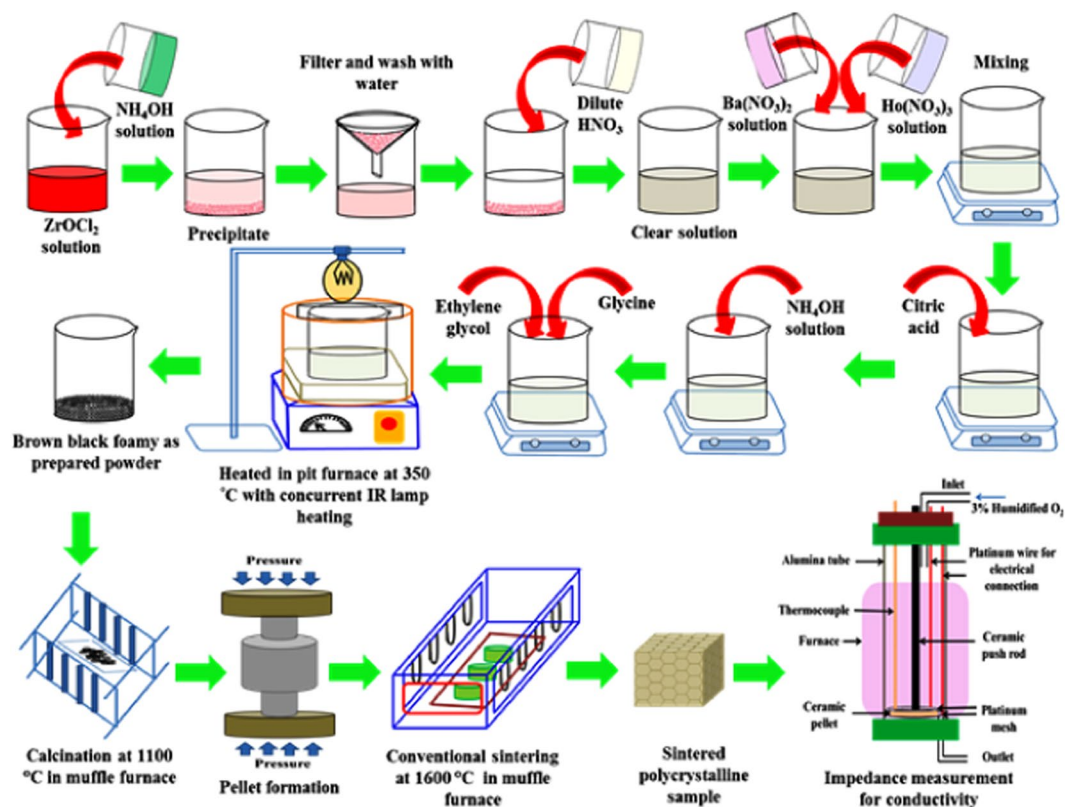 NH₄OH
solution
ZrOCl₂
solution
Precipitate
Filter and wash with
water
Dilute
HNO₃
Clear solution
Ba(NO₃)₂
solution
Ho(NO₃)₃
solution
Mixing
Citric
acid
NH₄OH
solution
Ethylene
glycol
Glycine
Heated in pit furnace at 350
°C with concurrent IR lamp
heating
Brown black foamy as
prepared powder
Calcination at 1100
°C in muffle furnace
Pressure
Pressure
Pellet formation
Conventional sintering
at 1600 °C in muffle
furnace
Sintered
polycrystalline
sample
Inlet
3% Humidified O₂
Alumina tube
Platinum wire for
electrical
connection
Thermocouple
Furnace
Ceramic
push rod
Ceramic
pellet
Platinum
mesh
Outlet
Impedance measurement
for conductivity